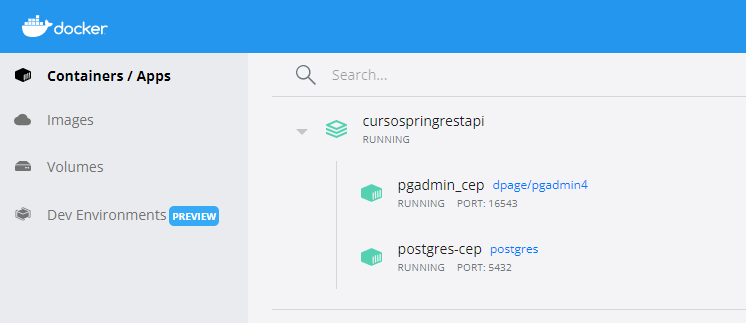 docker
Containers / Apps
Images
Volumes
Dev Environments PREVIEW
Search...
cursospringrestapi
RUNNING
pgadmin_cep dpage/pgadmin4
RUNNING PORT: 16543
postgres-cep postgres
RUNNING PORT: 5432